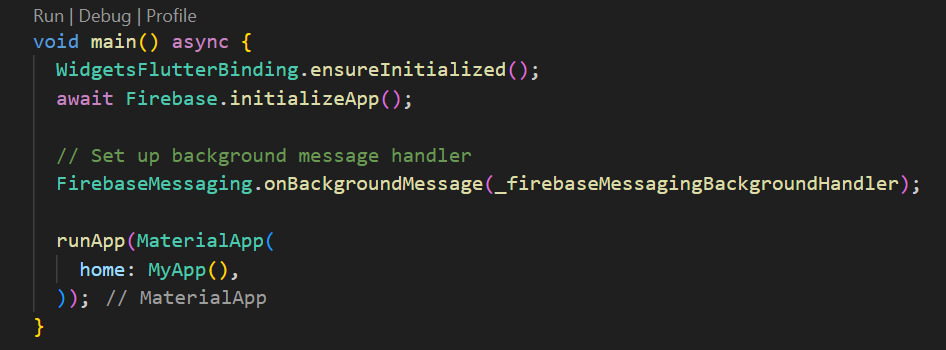 Run | Debug | Profile
void main() async {
  WidgetsFlutterBinding.ensureInitialized();
  await Firebase.initializeApp();

  // Set up background message handler
  FirebaseMessaging.onBackgroundMessage(_firebaseMessagingBackgroundHandler);

  runApp(MaterialApp(
    home: MyApp(),
  )); // MaterialApp
}